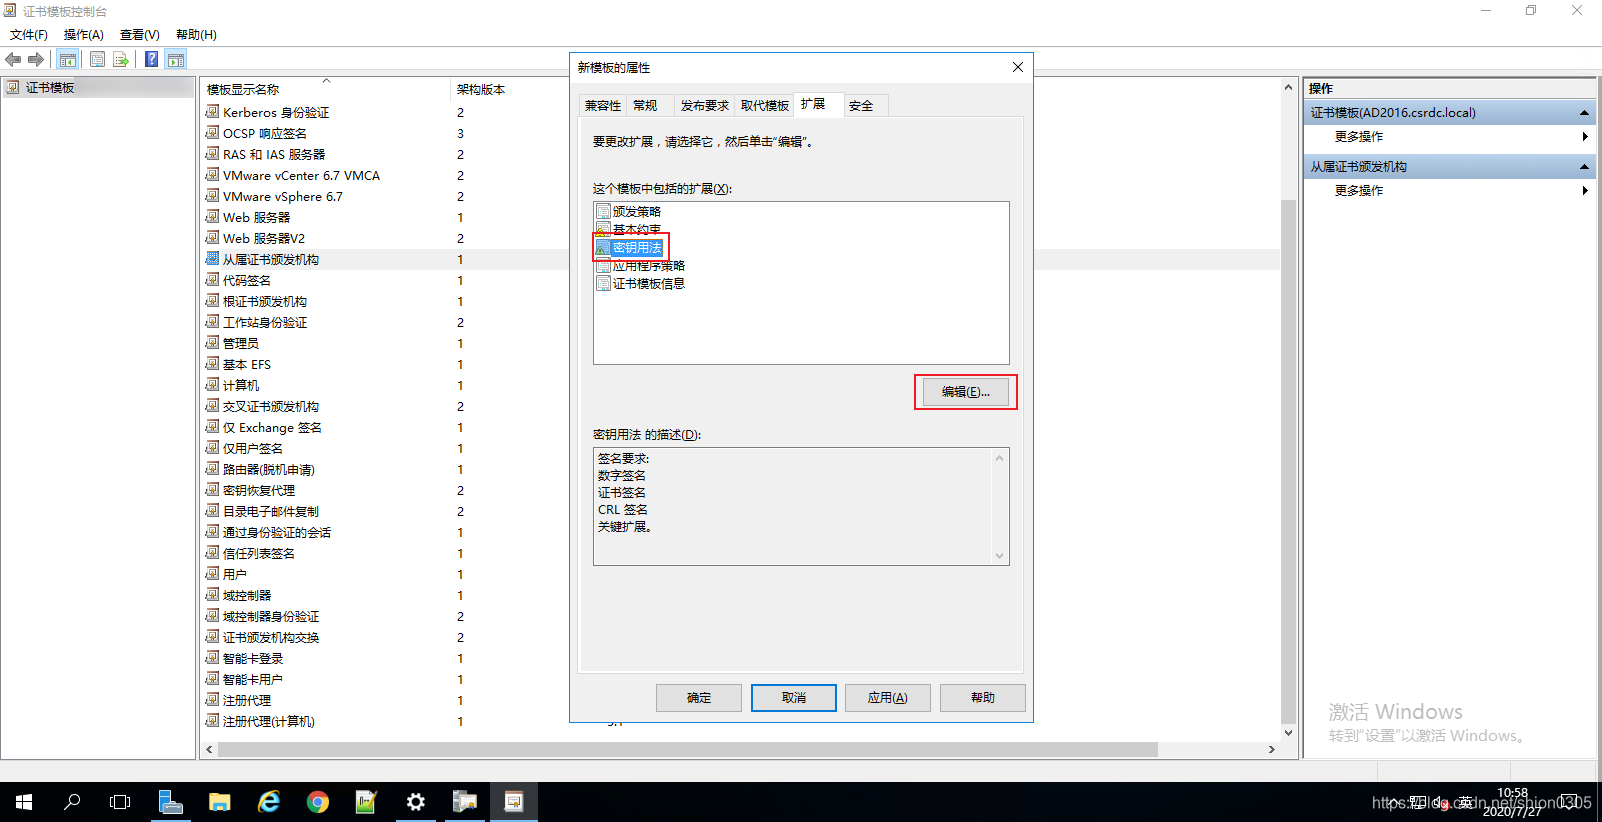 证书模板控制台
文件(F) 操作(A) 查看(V) 帮助(H)
证书模板
模板显示名称 架构版本
Kerberos 身份验证 2
OCSP 响应签名 3
RAS 和 IAS 服务器 2
VMware vCenter 6.7 VMCA 2
VMware vSphere 6.7 2
Web 服务器 1
Web 服务器V2 2
从属证书颁发机构 1
代码签名 1
根证书颁发机构 1
工作站身份验证 2
管理员 1
基本 EFS 1
计算机 1
交叉证书颁发机构 2
仅 Exchange 签名 1
仅用户签名 1
路由器(脱机申请) 1
密钥恢复代理 2
目录电子邮件复制 2
通过身份验证的会话 1
信任列表签名 1
用户 1
域控制器 1
域控制器身份验证 2
证书颁发机构交换 2
智能卡登录 1
智能卡用户 1
注册代理 1
注册代理(计算机) 1
新模板的属性
兼容性 常规 发布要求 取代模板 扩展 安全
要更改扩展，请选择它，然后单击“编辑”。
这个模板中包括的扩展(X):
颁发策略
基本约束
密钥用法
应用程序策略
证书模板信息
编辑(E)...
密钥用法 的描述(D):
签名要求:
数字签名
证书签名
CRL 签名
关键扩展。
确定 取消 应用(A) 帮助
操作
证书模板(AD2016.csrdc.local)
更多操作
从属证书颁发机构
更多操作
激活 Windows
转到“设置”以激活 Windows。
英
10:58
2020/7/27
https://blog.csdn.net/shion0305